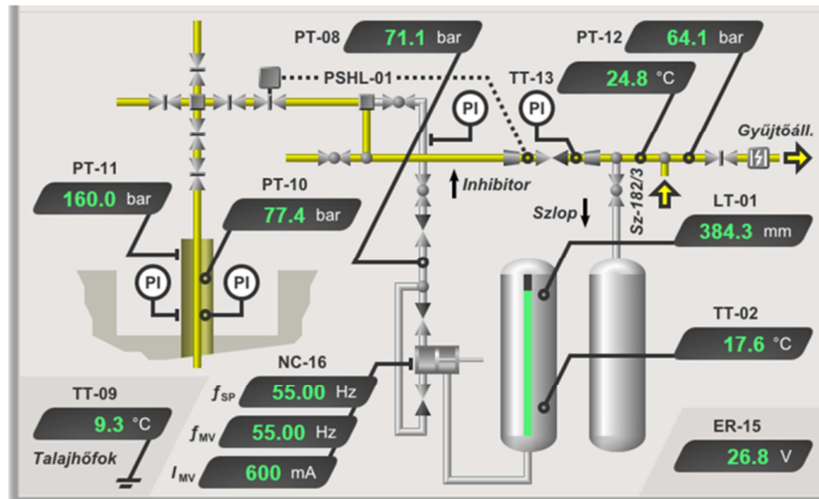 PT-08
71.1 bar
PT-12
64.1 bar
PSHL-01
TT-13
24.8 °C
PI
PI
Gyűjtőáll.
PT-11
160.0 bar
PT-10
77.4 bar
Inhibitor
Szlop
Sz-182/3
LT-01
384.3 mm
PI
PI
TT-02
17.6 °C
NC-16
fSP 55.00 Hz
fMV 55.00 Hz
IMV 600 mA
TT-09
9.3 °C
Talajhőfok
ER-15
26.8 V